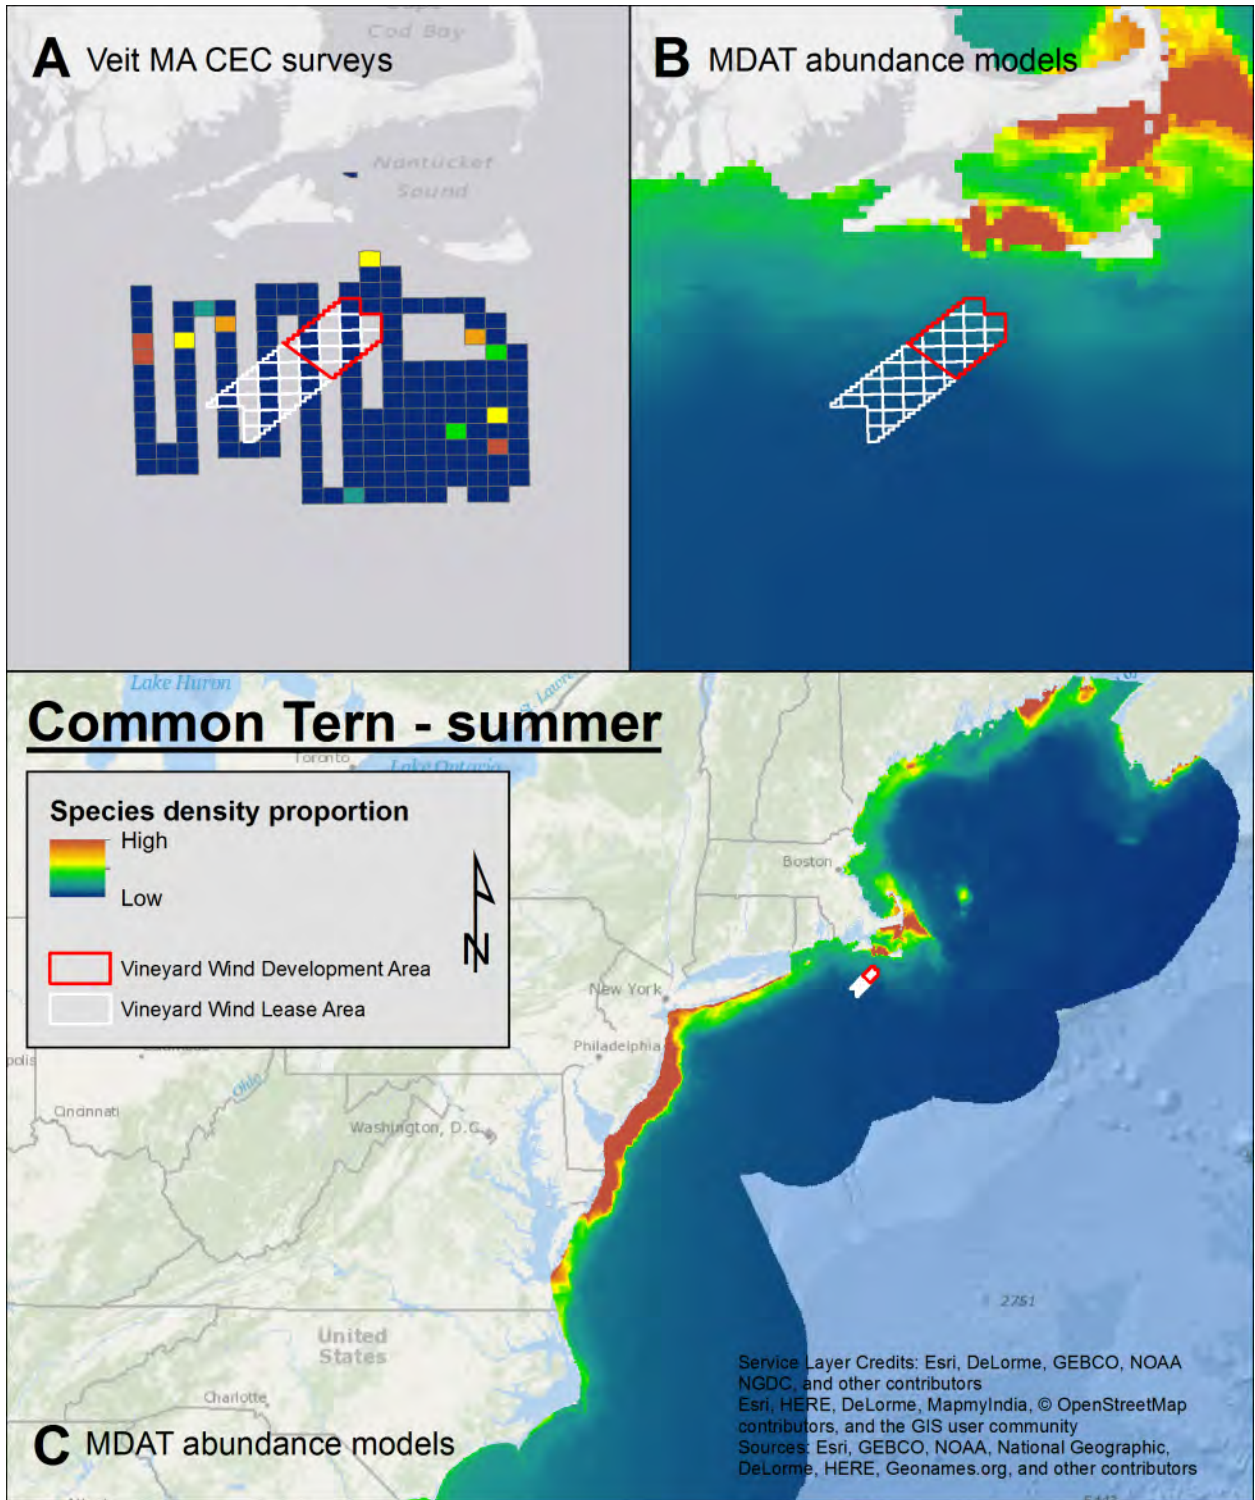 A Veit MA CEC surveys
Cod Bay
Nantucket
Sound
B MDAT abundance models
Lake Huron
Common Tern - summer
Toronto
Lake Ontario
Species density proportion
High
Low
N
Vineyard Wind Development Area
Vineyard Wind Lease Area
Boston
New York
Philadelphia
Ohio
Cincinnati
Washington, D.C.
2751
United
States
Charlotte
Service Layer Credits: Esri, DeLorme, GEBCO, NOAA
NGDC, and other contributors
Esri, HERE, DeLorme, MapmyIndia, © OpenStreetMap
contributors, and the GIS user community
Sources: Esri, GEBCO, NOAA, National Geographic,
DeLorme, HERE, Geonames.org, and other contributors
C MDAT abundance models